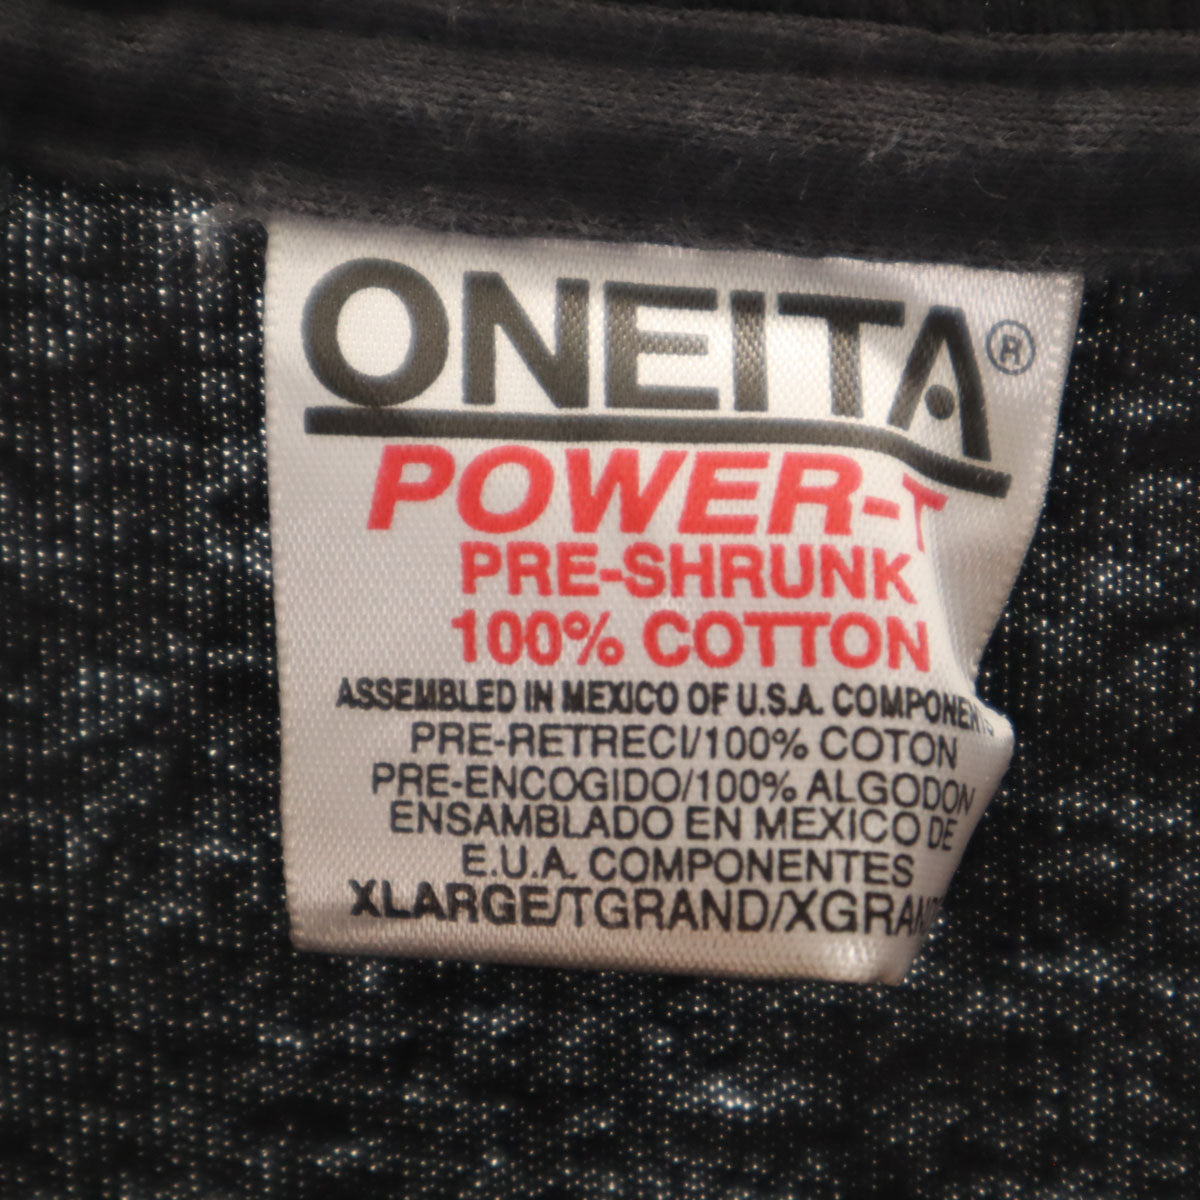 ONEITA®
POWER-T
PRE-SHRUNK
100% COTTON
ASSEMBLED IN MEXICO OF U.S.A. COMPONENTS
PRE-RETRECI/100% COTON
PRE-ENCOGIDO/100% ALGODON
ENSAMBLADO EN MEXICO DE
E.U.A. COMPONENTES
XLARGE/TGRAND/XGRANDE